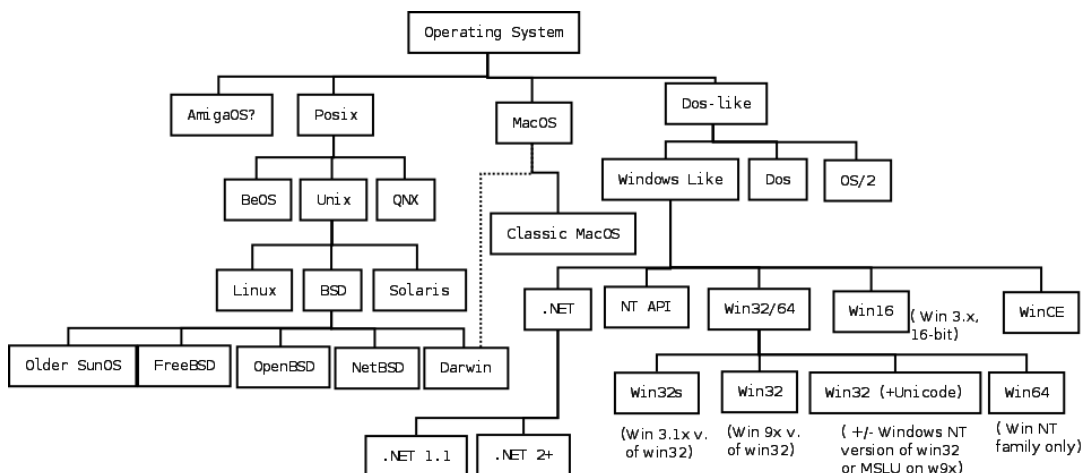 Operating System
AmigaOS?
Posix
MacOS
Dos-like
BeOS
Unix
QNX
Windows Like
Dos
OS/2
Classic MacOS
Linux
BSD
Solaris
.NET
NT API
Win32/64
Win16
( Win 3.x,
16-bit)
WinCE
Older SunOS
FreeBSD
OpenBSD
NetBSD
Darwin
Win32s
Win32
Win32 (+Unicode)
Win64
(Win 3.1x v.
of win32)
(Win 9x v.
of win32)
( +/- Windows NT
version of win32
or MSLU on w9x)
( Win NT
family only)
.NET 1.1
.NET 2+